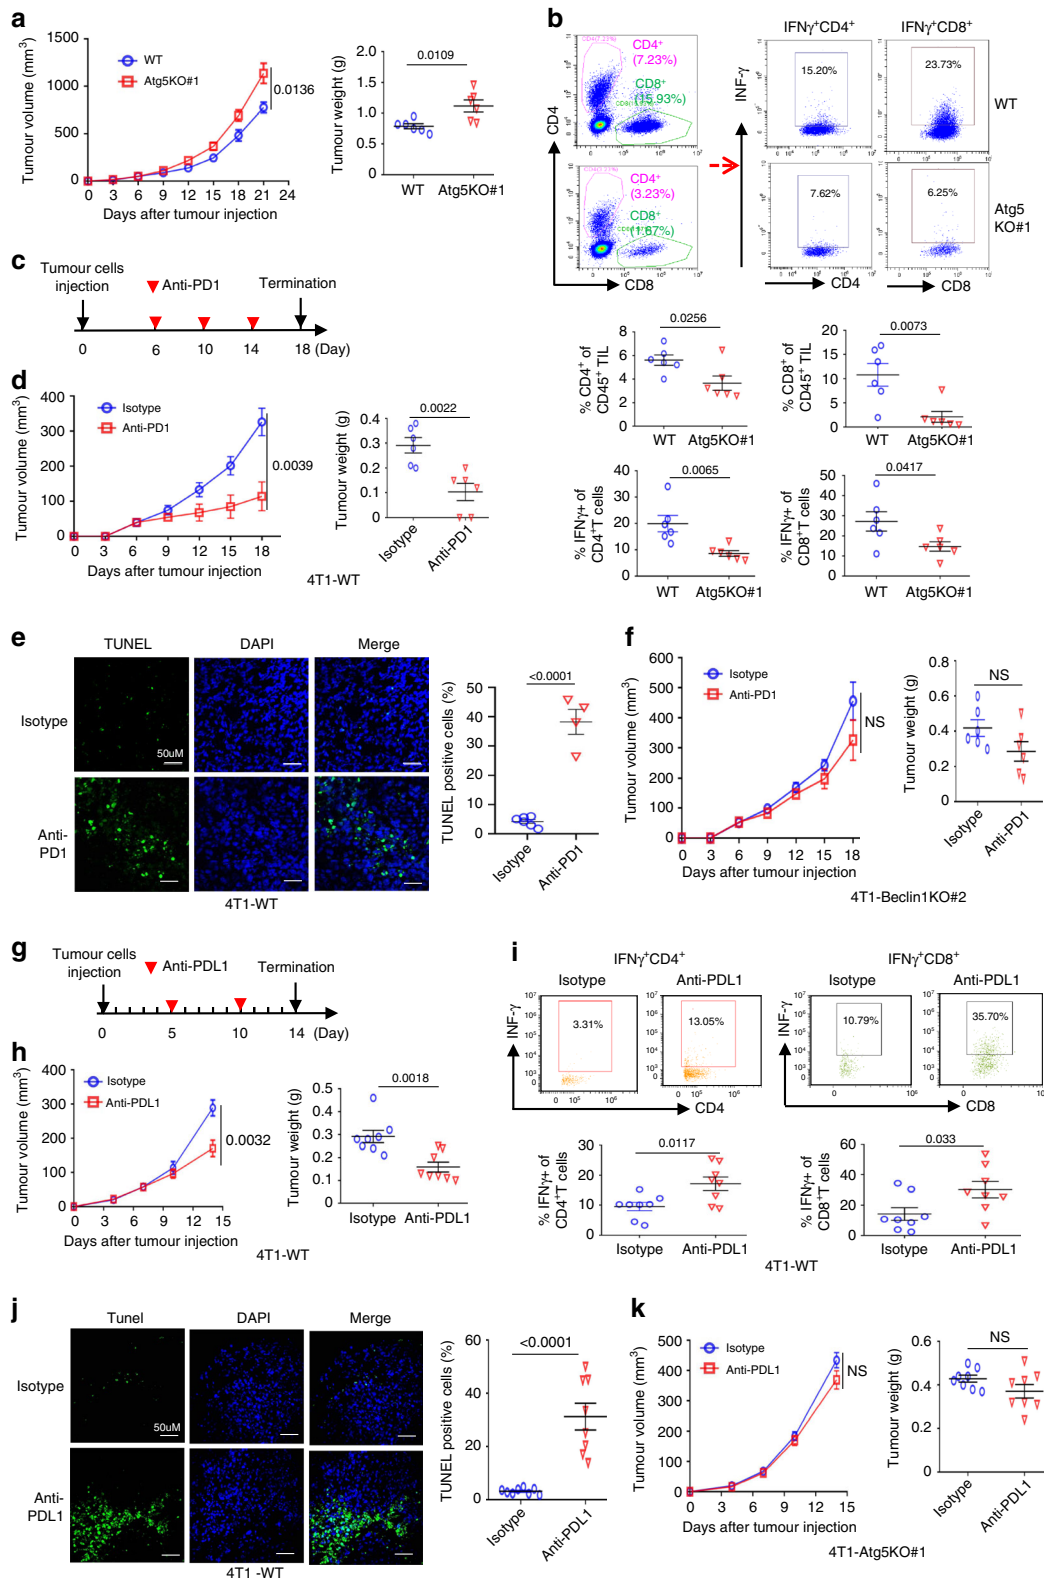 a
WT
Atg5KO#1
Tumour volume (mm³)
1500
1000
500
0
0 3 6 9 12 15 18 21 24
Days after tumour injection
0.0136
Tumour weight (g)
2.0
1.5
1.0
0.5
0.0
0.0109
WT Atg5KO#1
b
CD4⁺
(7.23%)
CD8⁺
(15.93%)
CD4⁺
(3.23%)
CD8⁺
(1.67%)
CD4
CD8
IFNγ⁺CD4⁺ IFNγ⁺CD8⁺
INF-γ
15.20% 23.73%
WT
7.62% 6.25%
Atg5
KO#1
CD4 CD8
% CD4⁺ of
CD45⁺ TIL
8
6
4
2
0
0.0256
WT Atg5KO#1
% CD8⁺ of
CD45⁺ TIL
20
15
10
5
0
0.0073
WT Atg5KO#1
% IFNγ+ of
CD4⁺T cells
40
30
20
10
0
0.0065
WT Atg5KO#1
% IFNγ+ of
CD8⁺T cells
50
40
30
20
10
0
0.0417
WT Atg5KO#1
c
Tumour cells
injection
Anti-PD1
Termination
0 6 10 14 18 (Day)
d
Isotype
Anti-PD1
Tumour volume (mm³)
400
300
200
100
0
0 3 6 9 12 15 18
Days after tumour injection
0.0039
Tumour weight (g)
0.4
0.3
0.2
0.1
0
0.0022
Isotype Anti-PD1
4T1-WT
e
TUNEL DAPI Merge
Isotype
50uM
Anti-
PD1
4T1-WT
TUNEL positive cells (%)
50
40
30
20
10
0
<0.0001
Isotype Anti-PD1
f
Isotype
Anti-PD1
Tumour volume (mm³)
600
500
400
300
200
100
0
0 3 6 9 12 15 18
Days after tumour injection
NS
Tumour weight (g)
0.6
0.4
0.2
0
NS
Isotype Anti-PD1
4T1-Beclin1KO#2
g
Tumour cells
injection
Anti-PDL1
Termination
0 5 10 14 (Day)
h
Isotype
Anti-PDL1
Tumour volume (mm³)
400
300
200
100
0
0 3 6 9 12 15
Days after tumour injection
0.0032
Tumour weight (g)
0.5
0.4
0.3
0.2
0.1
0
0.0018
Isotype Anti-PDL1
4T1-WT
i
IFNγ⁺CD4⁺ IFNγ⁺CD8⁺
Isotype Anti-PDL1 Isotype Anti-PDL1
INF-γ
10⁷
10⁶
10⁵
10⁴
10³
3.31% 13.05%
10⁵ 10⁶ 10⁵ 10⁶
CD4
INF-γ
10⁷
10⁶
10⁵
10⁴
10³
0
10.79% 35.70%
10⁵ 10⁶ 10⁵ 10⁶
CD8
% IFNγ+ of
CD4⁺T cells
40
30
20
10
0
0.0117
Isotype Anti-PDL1
% IFNγ+ of
CD8⁺T cells
80
60
40
20
0
0.033
Isotype Anti-PDL1
4T1-WT
j
Tunel DAPI Merge
Isotype
50uM
Anti-
PDL1
4T1 -WT
TUNEL positive cells (%)
60
40
20
0
<0.0001
Isotype Anti-PDL1
k
Isotype
Anti-PDL1
Tumour volume (mm³)
500
400
300
200
100
0
0 3 6 9 12 15
Days after tumour injection
NS
Tumour weight (g)
0.6
0.4
0.2
0
NS
Isotype Anti-PDL1
4T1-Atg5KO#1